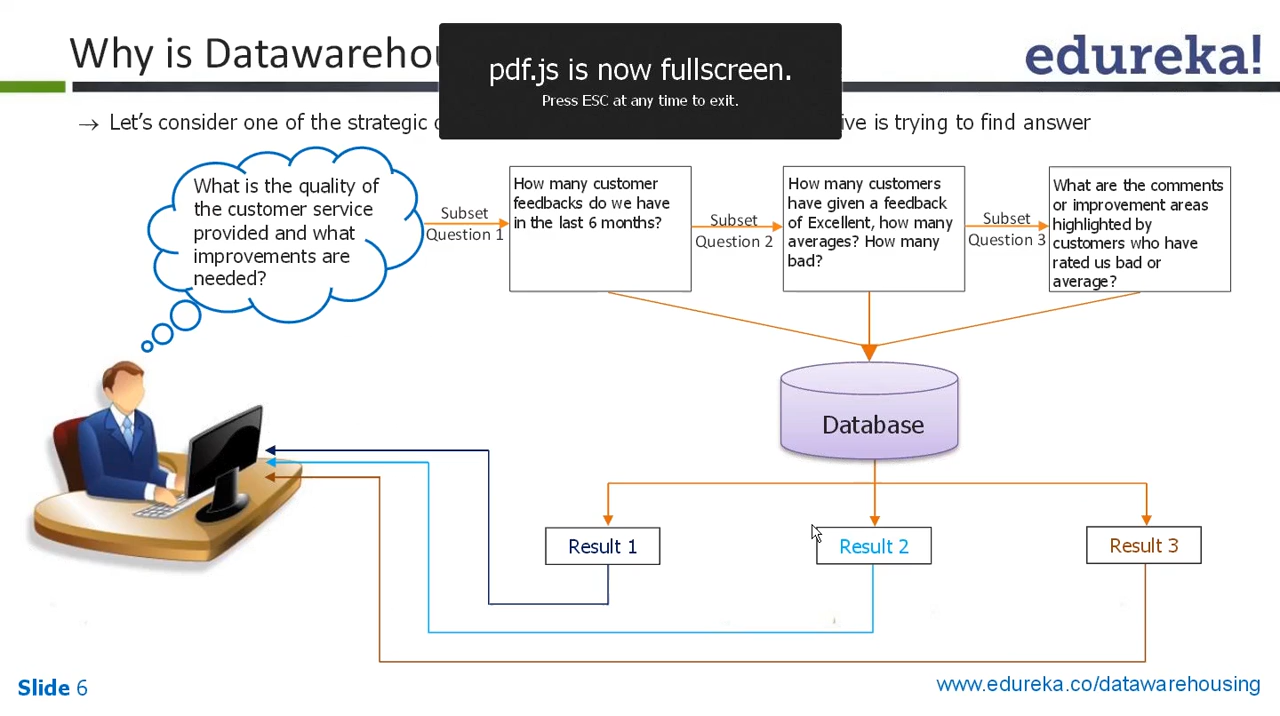 Why is Datawarehou
edureka!
pdf.js is now fullscreen.
Press ESC at any time to exit.
→ Let's consider one of the strategic
ive is trying to find answer
What is the quality of
the customer service
provided and what
improvements are
needed?
Subset
Question 1
How many customer
feedbacks do we have
in the last 6 months?
Subset
Question 2
How many customers
have given a feedback
of Excellent, how many
averages? How many
bad?
Subset
Question 3
What are the comments
or improvement areas
highlighted by
customers who have
rated us bad or
average?
Database
Result 1
Result 2
Result 3
Slide 6
www.edureka.co/datawarehousing